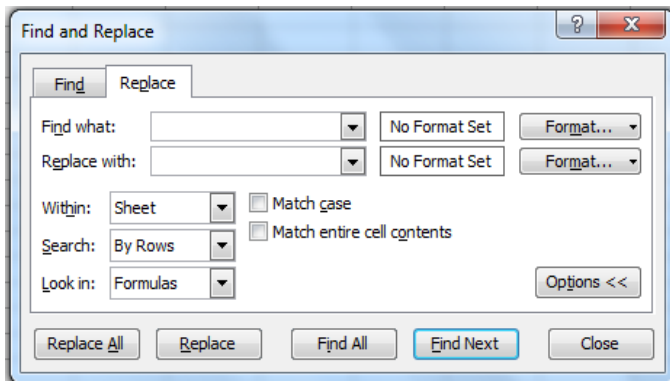 Find and Replace
Find Replace
Find what: No Format Set Format...
Replace with: No Format Set Format...
Within: Sheet Match case
Match entire cell contents
Search: By Rows
Look in: Formulas Options <<
Replace All Replace Find All Find Next Close